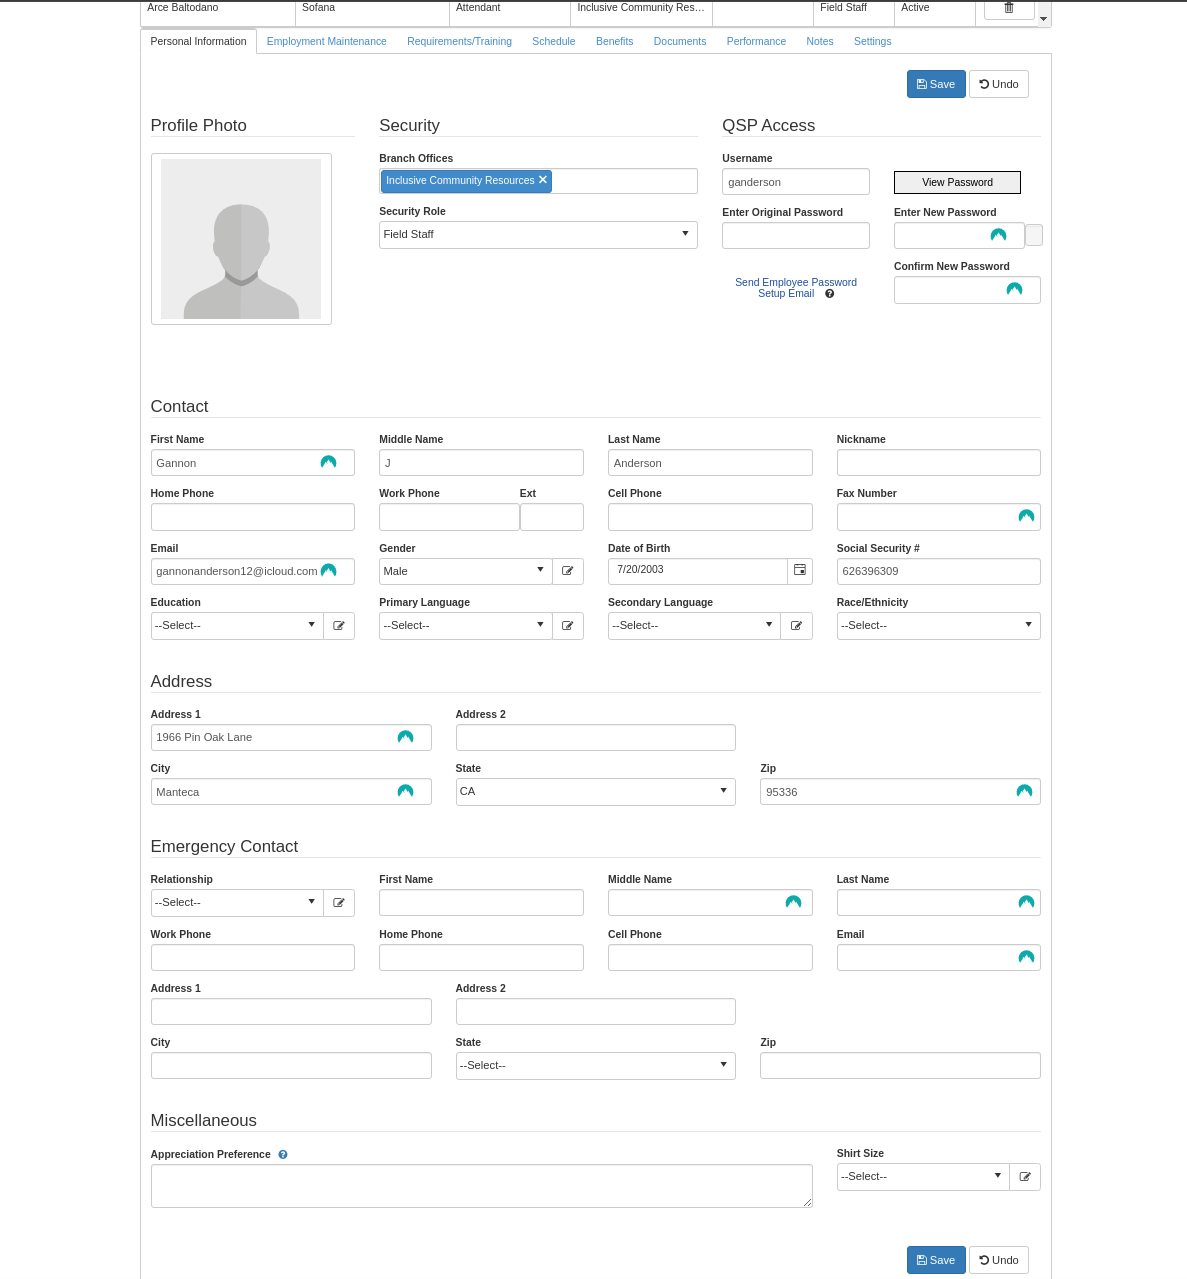 Arce Baltodano Sofana Attendant Inclusive Community Res... Field Staff Active
Personal Information Employment Maintenance Requirements/Training Schedule Benefits Documents Performance Notes Settings
Save Undo
Profile Photo Security QSP Access
Branch Offices Username
Inclusive Community Resources ganderson View Password
Security Role Enter Original Password Enter New Password
Field Staff
Confirm New Password
Send Employee Password
Setup Email
Contact
First Name Middle Name Last Name Nickname
Gannon J Anderson
Home Phone Work Phone Ext Cell Phone Fax Number
Email Gender Date of Birth Social Security #
gannonanderson12@icloud.com Male 7/20/2003 626396309
Education Primary Language Secondary Language Race/Ethnicity
--Select-- --Select-- --Select-- --Select--
Address
Address 1 Address 2
1966 Pin Oak Lane
City State Zip
Manteca CA 95336
Emergency Contact
Relationship First Name Middle Name Last Name
--Select--
Work Phone Home Phone Cell Phone Email
Address 1 Address 2
City State Zip
--Select--
Miscellaneous
Appreciation Preference Shirt Size
--Select--
Save Undo